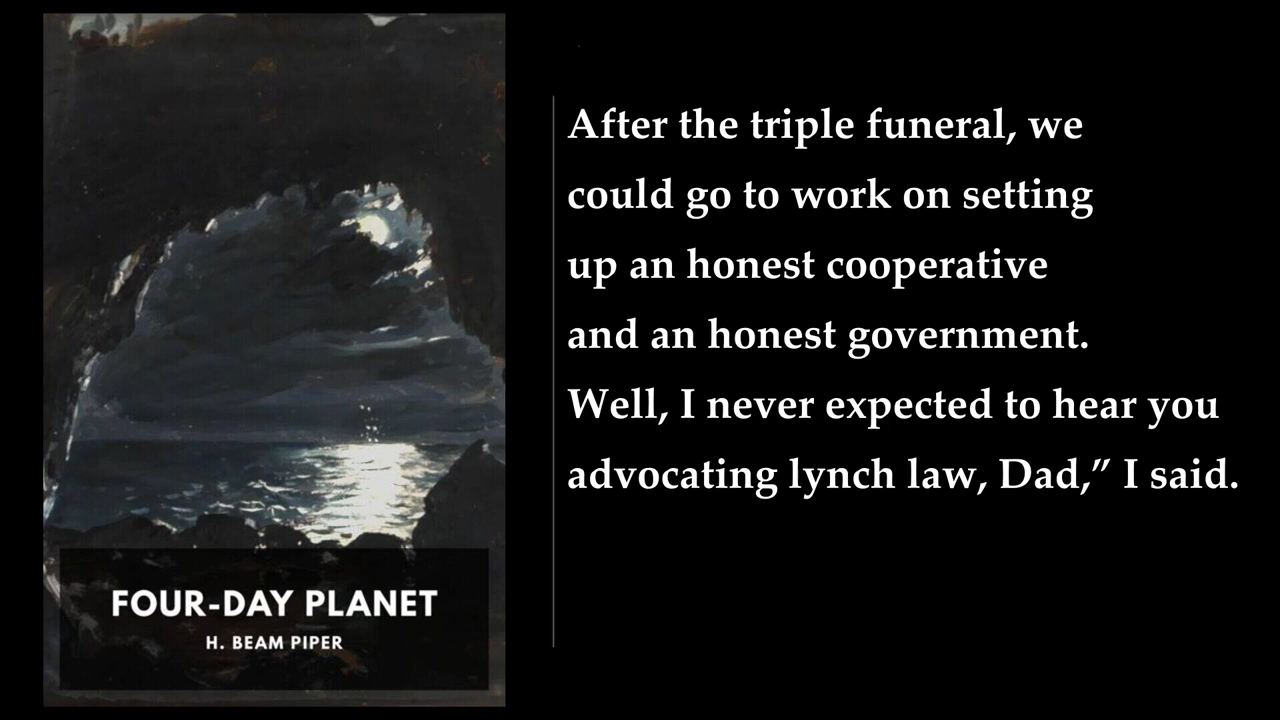 FOUR-DAY PLANET
H. BEAM PIPER
After the triple funeral, we
could go to work on setting
up an honest cooperative
and an honest government.
Well, I never expected to hear you
advocating lynch law, Dad,” I said.